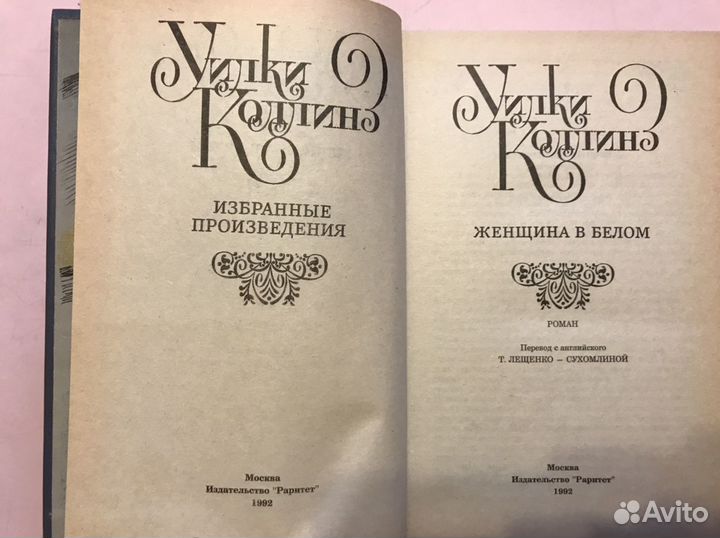 Уилки
Коллинз
ИЗБРАННЫЕ
ПРОИЗВЕДЕНИЯ
Москва
Издательство "Раритет"
1992
Уилки
Коллинз
ЖЕНЩИНА В БЕЛОМ
РОМАН
Перевод с английского
Т. ЛЕЩЕНКО – СУХОМЛИНОЙ
Москва
Издательство "Раритет"
1992
Avito